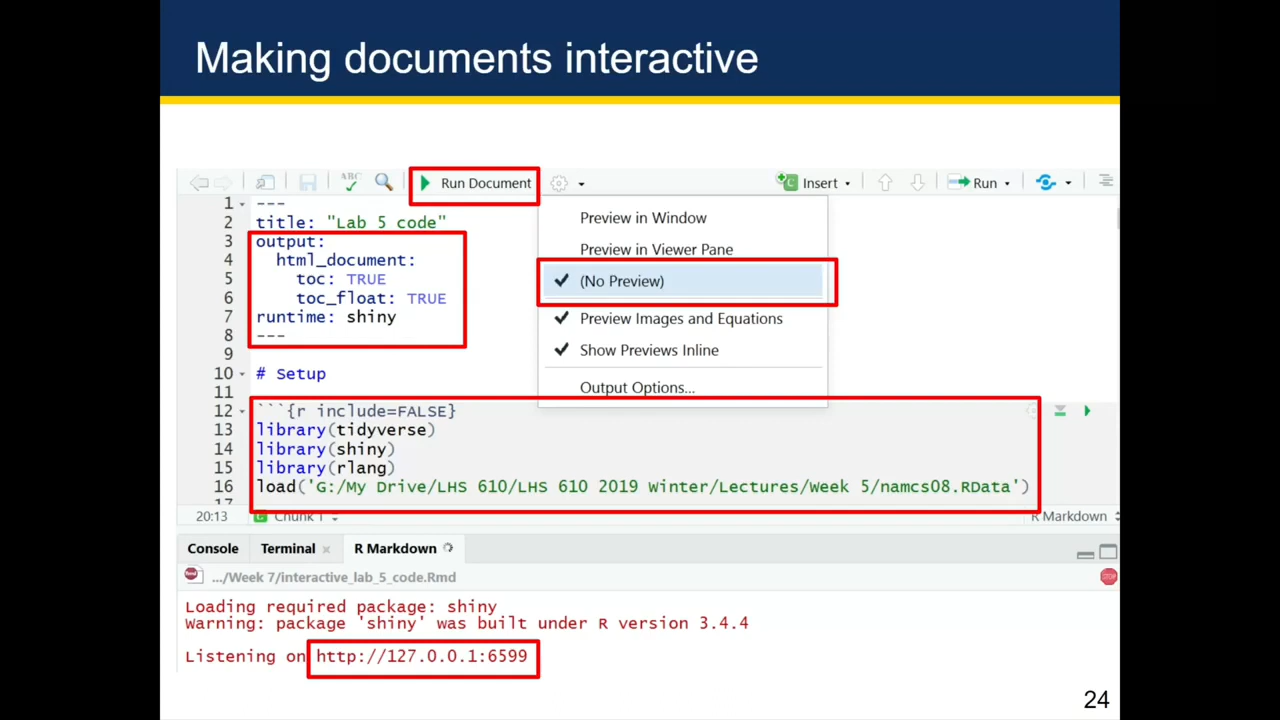 Making documents interactive
ABC Run Document Insert Run
1 ---
2 title: "Lab 5 code"
3 output:
4 html_document:
5 toc: TRUE
6 toc_float: TRUE
7 runtime: shiny
8 ---
9
10 # Setup
11
12 ```{r include=FALSE}
13 library(tidyverse)
14 library(shiny)
15 library(rlang)
16 load('G:/My Drive/LHS 610/LHS 610 2019 Winter/Lectures/Week 5/namcs08.RData')
17
Preview in Window
Preview in Viewer Pane
(No Preview)
Preview Images and Equations
Show Previews Inline
Output Options...
20:13 Chunk 1 R Markdown
Console Terminal R Markdown
.../Week 7/interactive_lab_5_code.Rmd
Loading required package: shiny
Warning: package 'shiny' was built under R version 3.4.4
Listening on http://127.0.0.1:6599
24